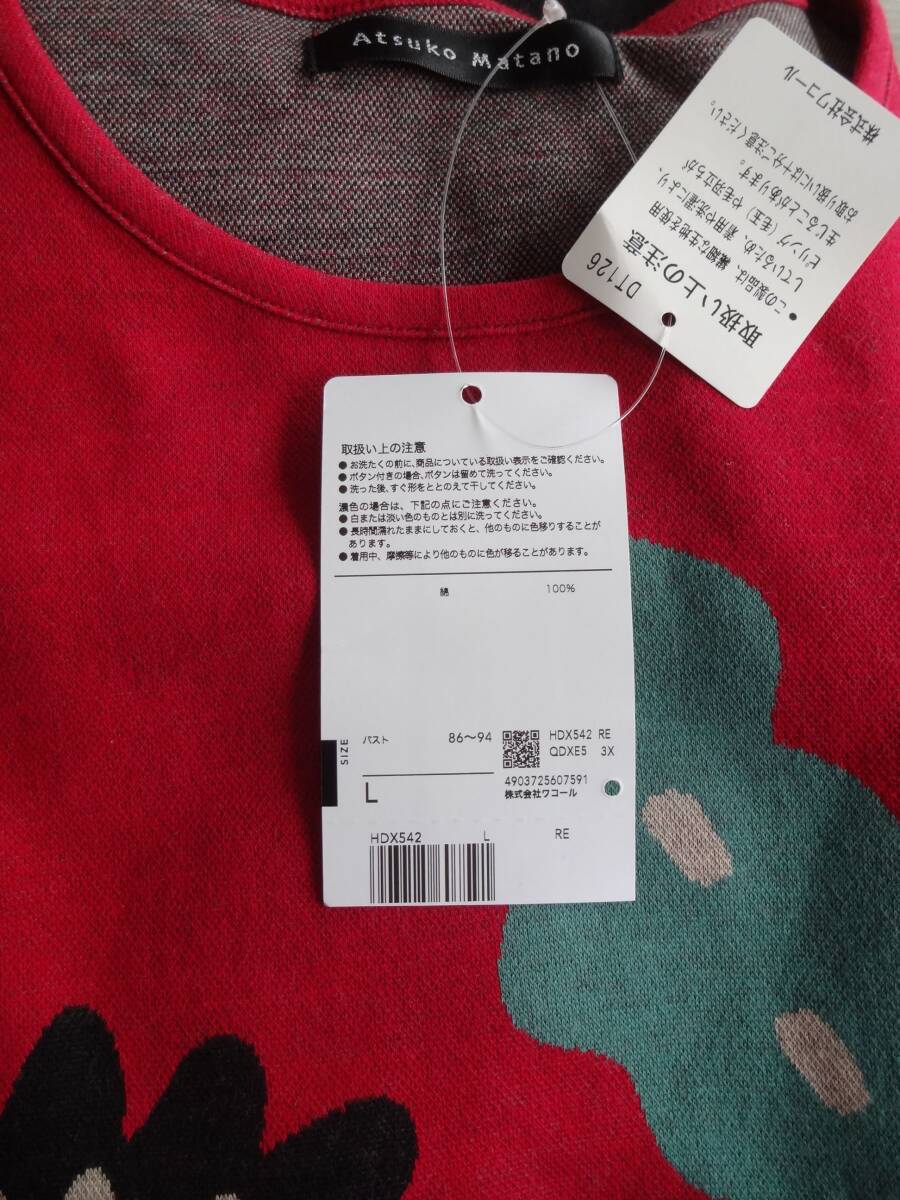 Atsuko Matano
DT126
取扱い上の注意
●この製品は、繊細な生地を使用
しているため、着用や洗濯により、
ピリング（毛玉）や毛羽立ちが
生じることがあります。
お取り扱いには十分ご注意ください。
株式会社ワコール
取扱い上の注意
●お洗たくの前に、商品についている取扱い表示をご確認ください。
●ボタン付きの場合、ボタンは留めて洗ってください。
●洗った後、すぐ形をととのえて干してください。
濃色の場合は、下記の点にご注意ください。
●白または淡い色のものとは別に洗ってください。
●長時間濡れたままにしておくと、他のものに色移りすることが
あります。
●着用中、摩擦等により他のものに色が移ることがあります。
綿 100%
SIZE
バスト 86〜94
L
HDX542 RE
QDXE5 3X
4903725607591
株式会社ワコール
HDX542 L RE